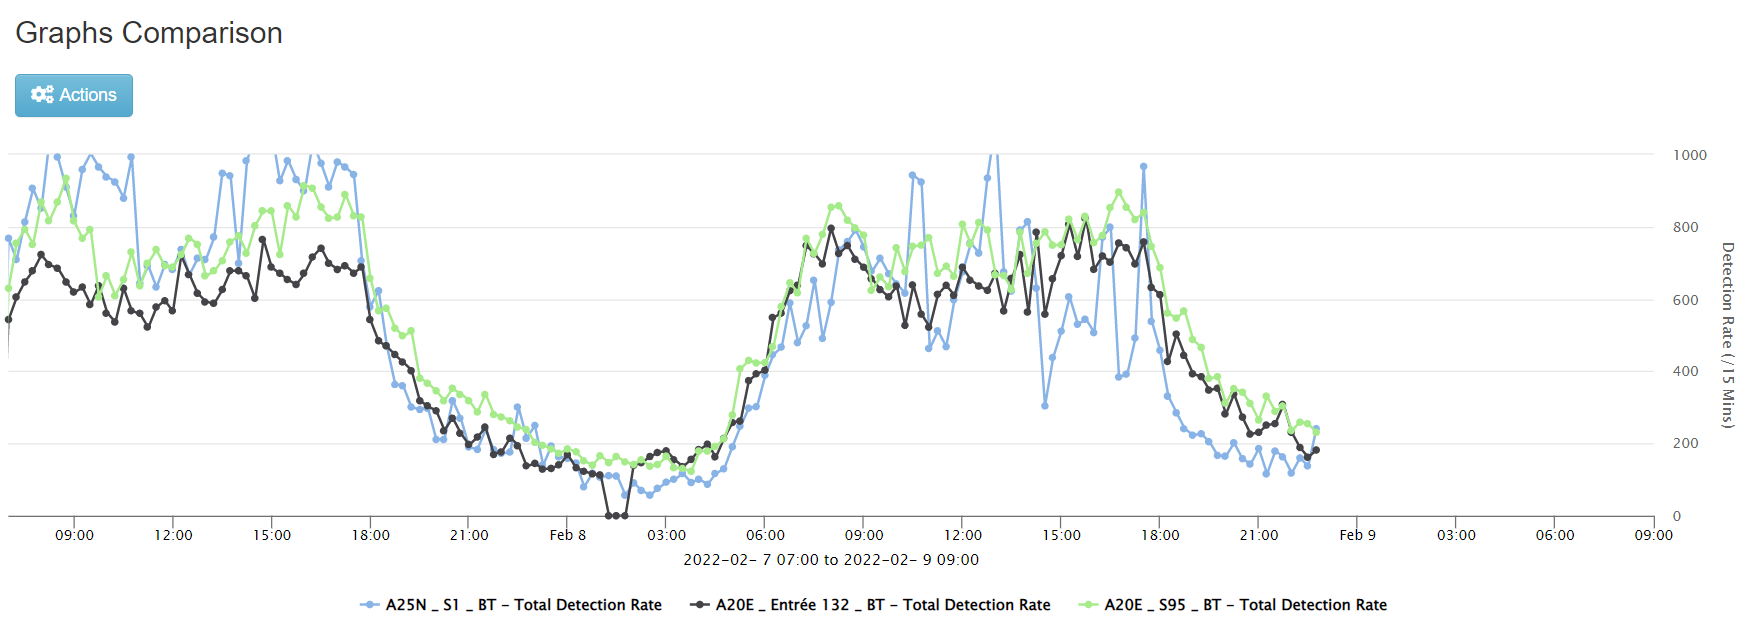 Graphs Comparison
Actions
1000
800
600
400
200
0
Detection Rate (/15 Mins)
09:00 12:00 15:00 18:00 21:00 Feb 8 03:00 06:00 09:00 12:00 15:00 18:00 21:00 Feb 9 03:00 06:00 09:00
2022-02- 7 07:00 to 2022-02- 9 09:00
A25N _ S1 _ BT - Total Detection Rate A20E _ Entrée 132 _ BT - Total Detection Rate A20E _ S95 _ BT - Total Detection Rate